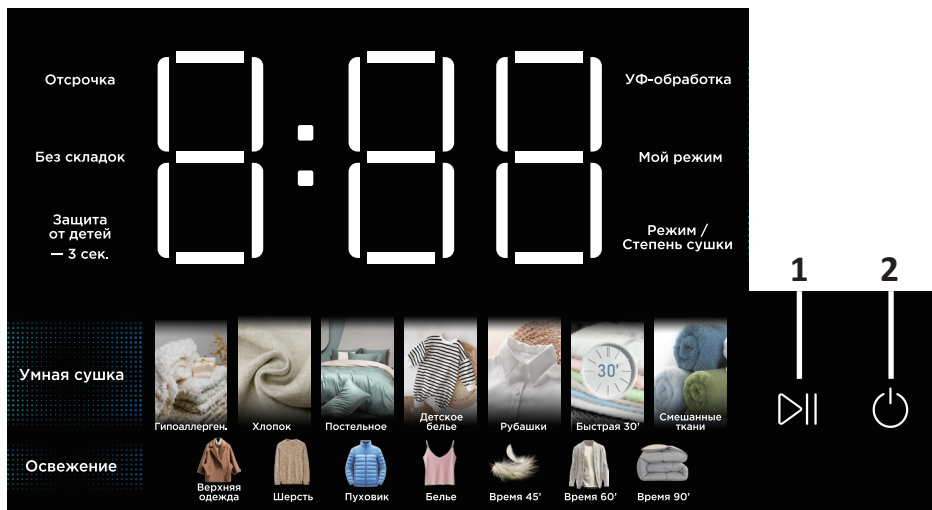 Отсрочка
8:88
УФ-обработка
Без складок
Мой режим
Защита
от детей
— 3 сек.
Режим /
Степень сушки
1
2
Умная сушка
30'
Гипоаллерген.
Хлопок
Постельное
Детское
белье
Рубашки
Быстрая 30'
Смешанные
ткани
Освежение
Верхняя
одежда
Шерсть
Пуховик
Белье
Время 45'
Время 60'
Время 90'